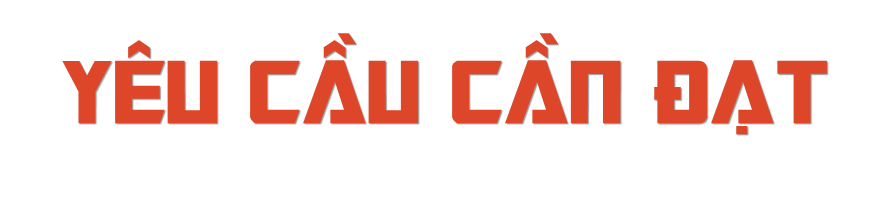 YÊU CẦU CẦN ĐẠT